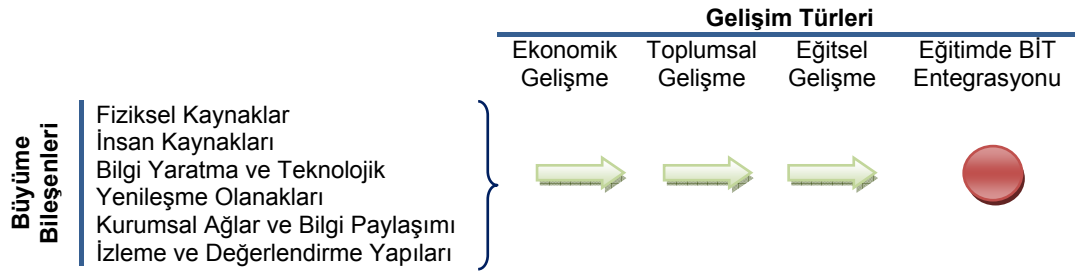 Gelişim Türleri
Ekonomik Gelişme
Toplumsal Gelişme
Eğitsel Gelişme
Eğitimde BİT Entegrasyonu
Büyüme Bileşenleri
Fiziksel Kaynaklar
İnsan Kaynakları
Bilgi Yaratma ve Teknolojik
Yenileşme Olanakları
Kurumsal Ağlar ve Bilgi Paylaşımı
İzleme ve Değerlendirme Yapıları